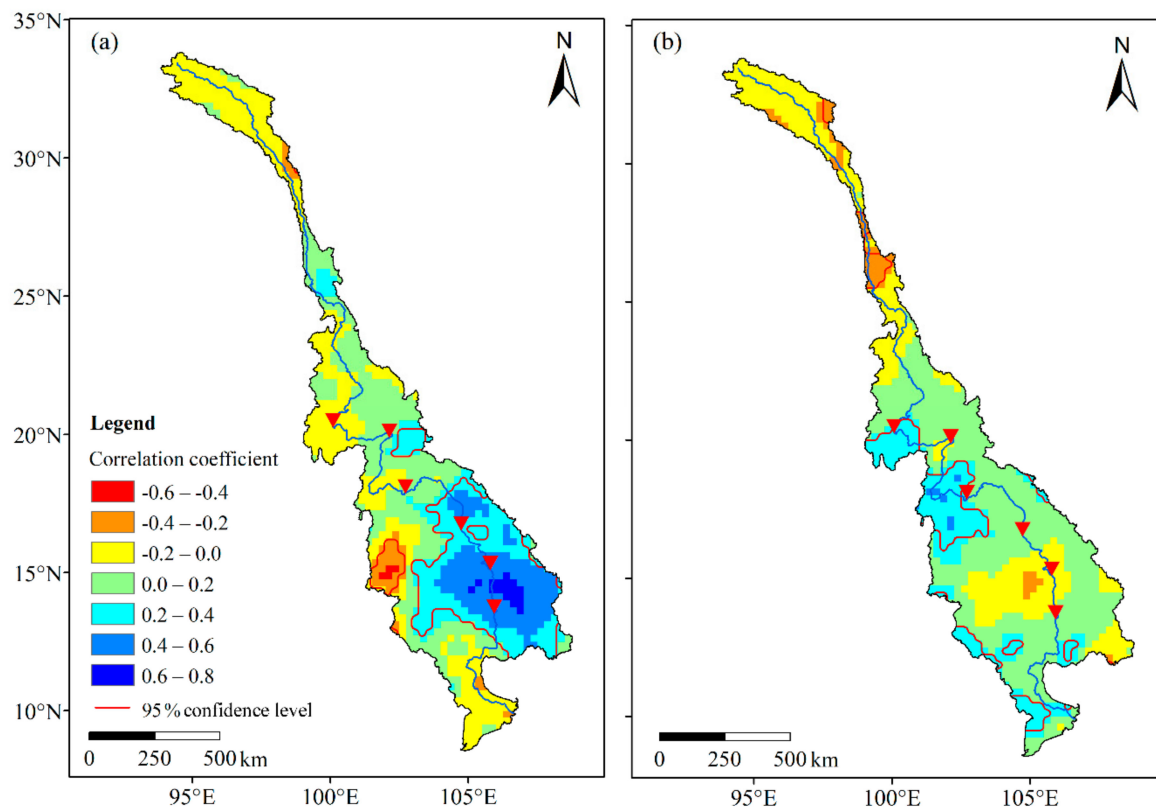 35°N
(a)
N
(b)
N
30°N
25°N
20°N
15°N
10°N
Legend
Correlation coefficient
-0.6 – -0.4
-0.4 – -0.2
-0.2 – 0.0
0.0 – 0.2
0.2 – 0.4
0.4 – 0.6
0.6 – 0.8
95 % confidence level
0 250 500 km
0 250 500 km
95°E 100°E 105°E
95°E 100°E 105°E